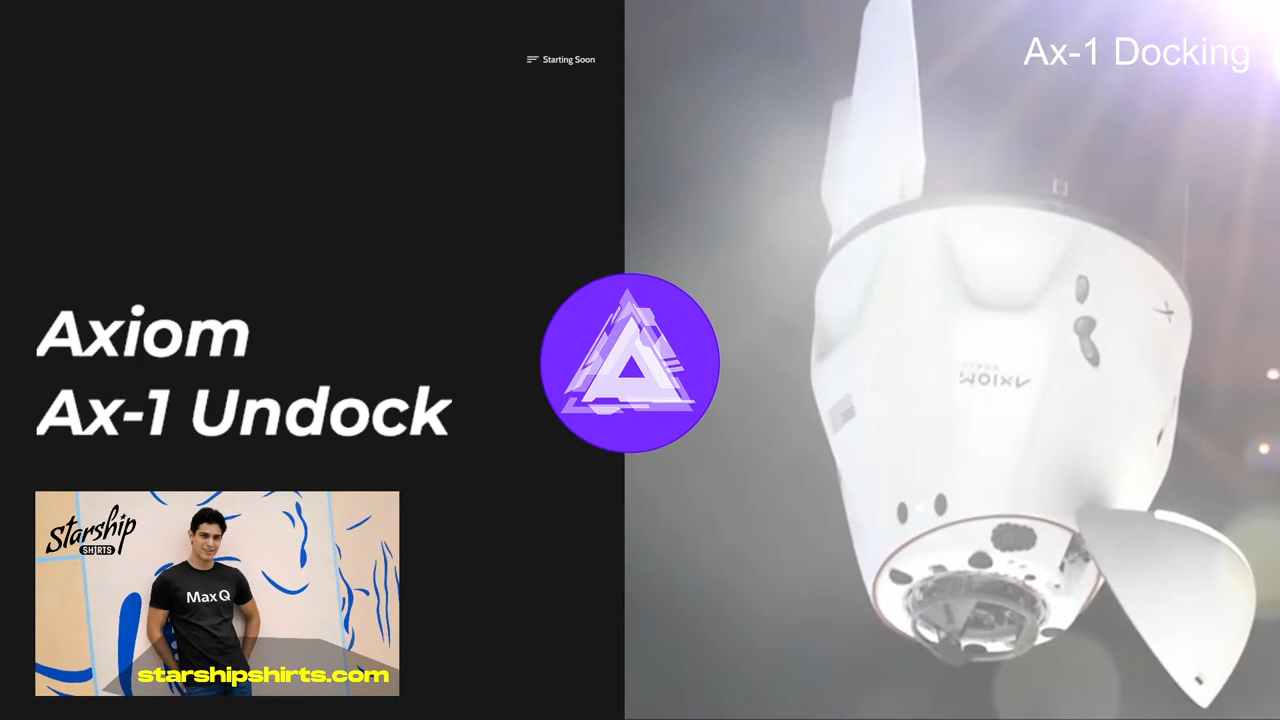 Starting Soon
Ax-1 Docking
Axiom
Ax-1 Undock
AXIOM
Starship
SHIRTS
Max Q
starshipshirts.com